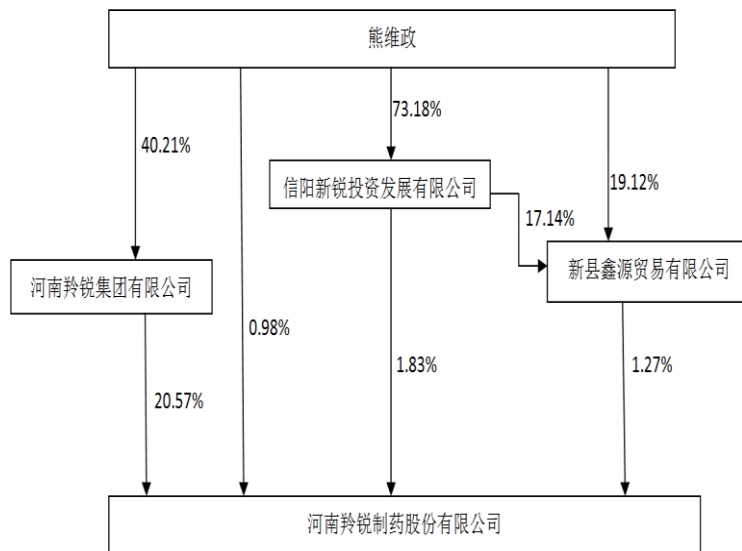 熊维政
73.18%
40.21%
信阳新锐投资发展有限公司
19.12%
17.14%
河南羚锐集团有限公司
新县鑫源贸易有限公司
0.98%
1.83%
1.27%
20.57%
河南羚锐制药股份有限公司